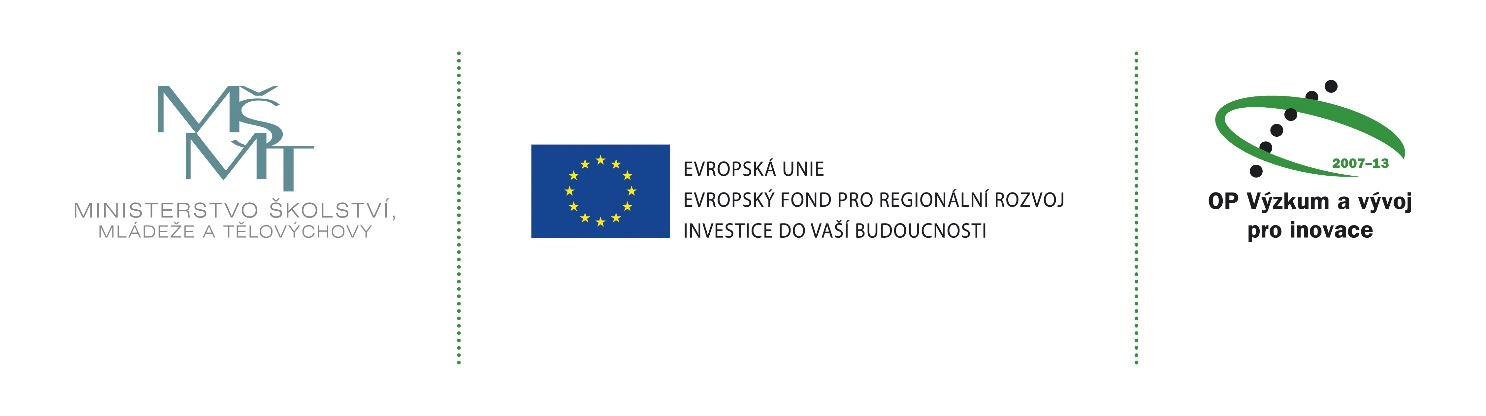 MŠ
MT
MINISTERSTVO ŠKOLSTVÍ,
MLÁDEŽE A TĚLOVÝCHOVY
EVROPSKÁ UNIE
EVROPSKÝ FOND PRO REGIONÁLNÍ ROZVOJ
INVESTICE DO VAŠÍ BUDOUCNOSTI
2007–13
OP Výzkum a vývoj
pro inovace